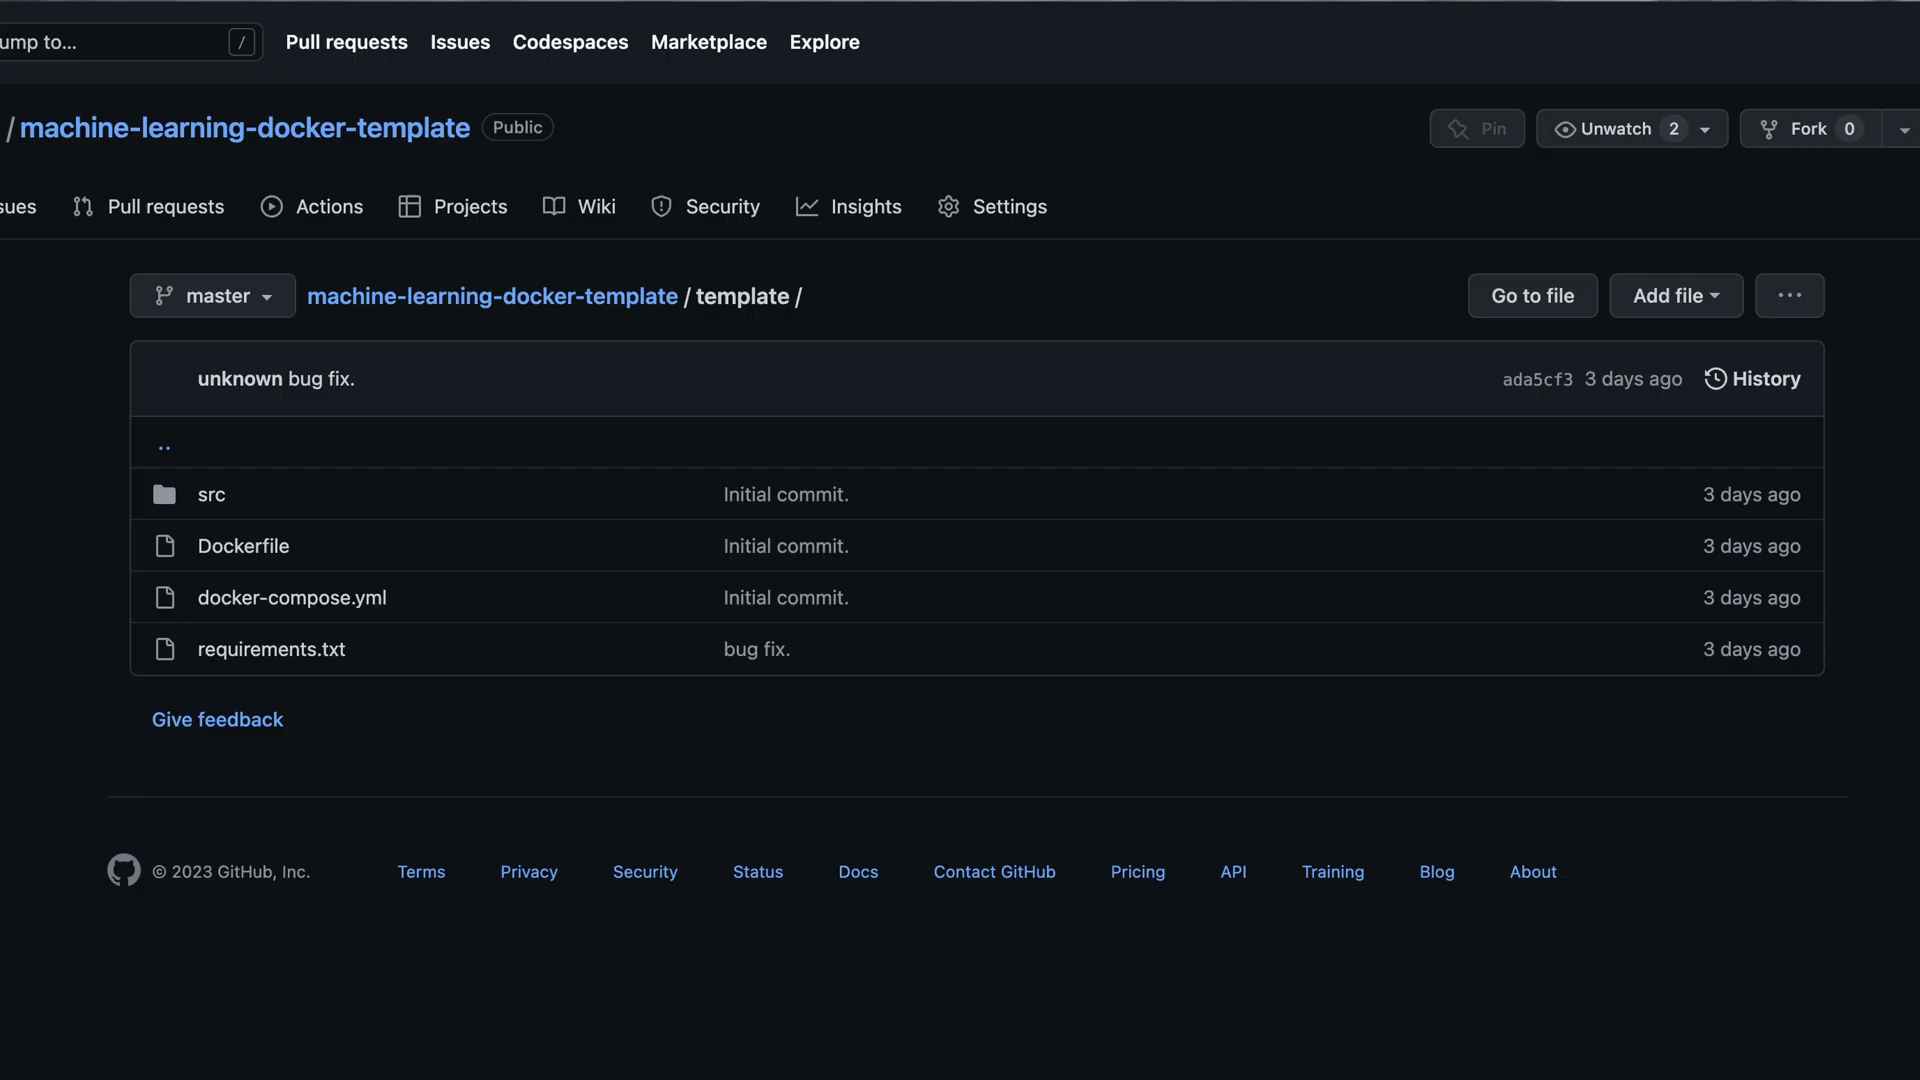 ump to... / Pull requests Issues Codespaces Marketplace Explore
/ machine-learning-docker-template Public Pin Unwatch 2 Fork 0
sues Pull requests Actions Projects Wiki Security Insights Settings
master machine-learning-docker-template / template / Go to file Add file ...
unknown bug fix. ada5cf3 3 days ago History
..
src Initial commit. 3 days ago
Dockerfile Initial commit. 3 days ago
docker-compose.yml Initial commit. 3 days ago
requirements.txt bug fix. 3 days ago
Give feedback
© 2023 GitHub, Inc. Terms Privacy Security Status Docs Contact GitHub Pricing API Training Blog About